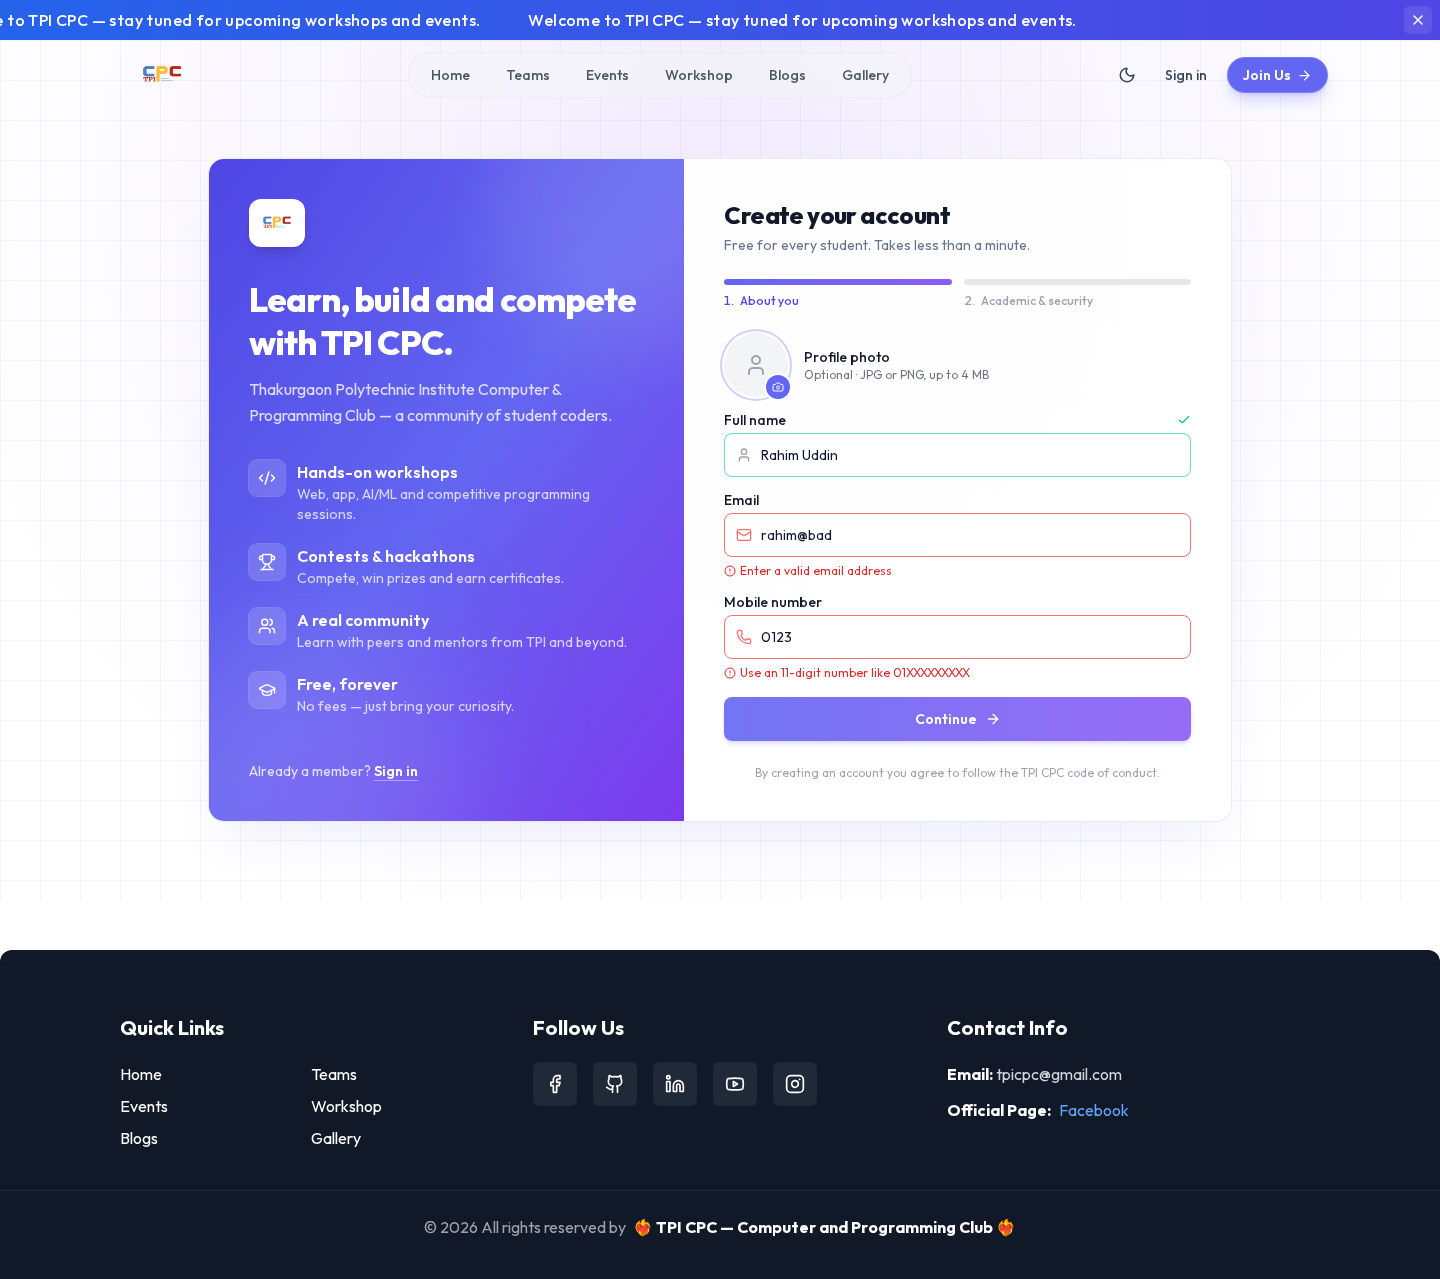 e to TPI CPC — stay tuned for upcoming workshops and events. Welcome to TPI CPC — stay tuned for upcoming workshops and events.
CPC
TPI
Home Teams Events Workshop Blogs Gallery
Sign in Join Us
CPC
TPI
Learn, build and compete
with TPI CPC.
Thakurgaon Polytechnic Institute Computer &
Programming Club — a community of student coders.
Hands-on workshops
Web, app, AI/ML and competitive programming
sessions.
Contests & hackathons
Compete, win prizes and earn certificates.
A real community
Learn with peers and mentors from TPI and beyond.
Free, forever
No fees — just bring your curiosity.
Already a member? Sign in
Create your account
Free for every student. Takes less than a minute.
1. About you 2. Academic & security
Profile photo
Optional · JPG or PNG, up to 4 MB
Full name
Rahim Uddin
Email
rahim@bad
Enter a valid email address
Mobile number
0123
Use an 11-digit number like 01XXXXXXXXX
Continue
By creating an account you agree to follow the TPI CPC code of conduct.
Quick Links
Home Teams
Events Workshop
Blogs Gallery
Follow Us
Contact Info
Email: tpicpc@gmail.com
Official Page: Facebook
© 2026 All rights reserved by ❤️‍🔥 TPI CPC — Computer and Programming Club ❤️‍🔥